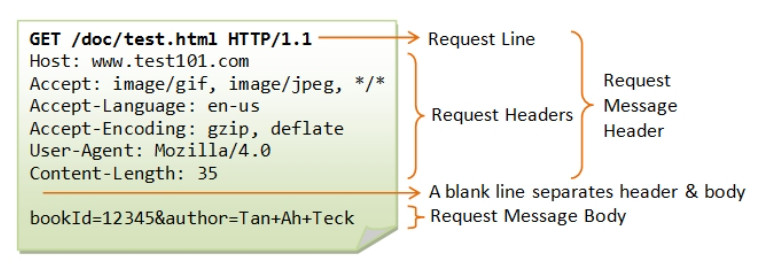 GET /doc/test.html HTTP/1.1
Request Line
Host: www.test101.com
Accept: image/gif, image/jpeg, */*
Accept-Language: en-us
Accept-Encoding: gzip, deflate
User-Agent: Mozilla/4.0
Content-Length: 35
Request Headers
Request
Message
Header
A blank line separates header & body
bookId=12345&author=Tan+Ah+Teck
Request Message Body